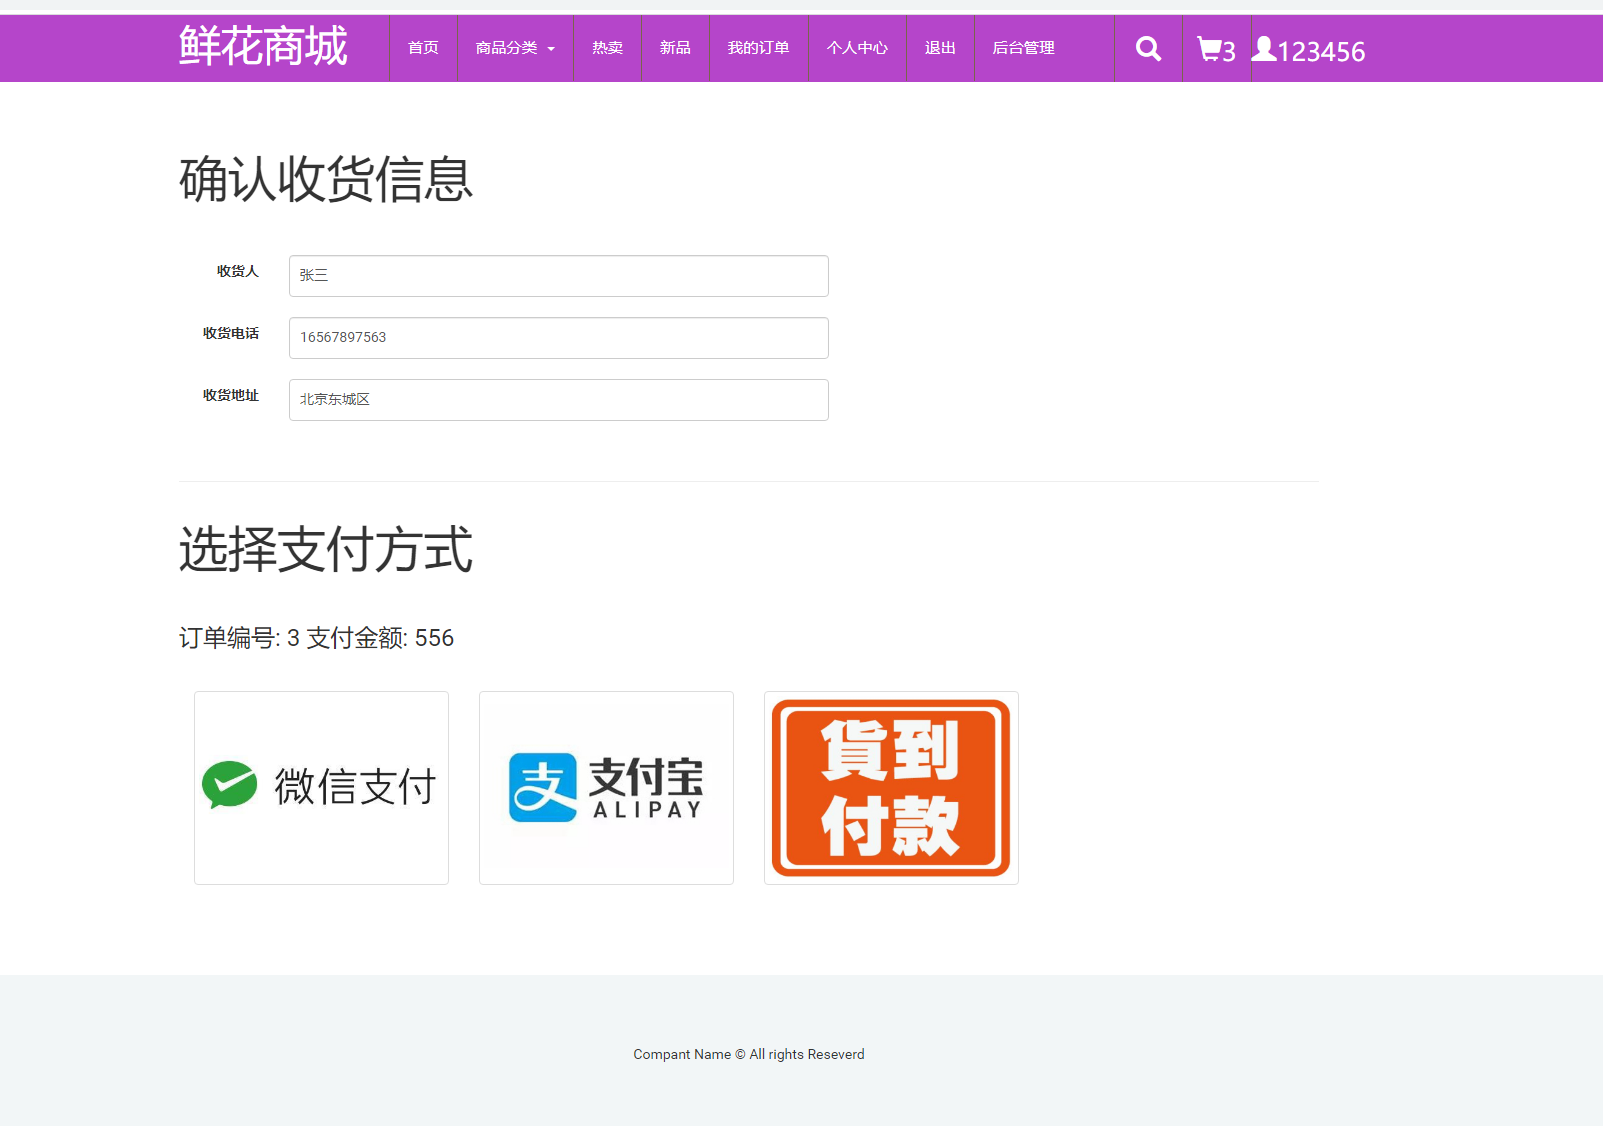 鲜花商城 首页 商品分类 热卖 新品 我的订单 个人中心 退出 后台管理 3 123456
确认收货信息
收货人 张三
收货电话 16567897563
收货地址 北京东城区
选择支付方式
订单编号: 3 支付金额: 556
微信支付
支付宝
ALIPAY
貨到
付款
Compant Name © All rights Reseverd